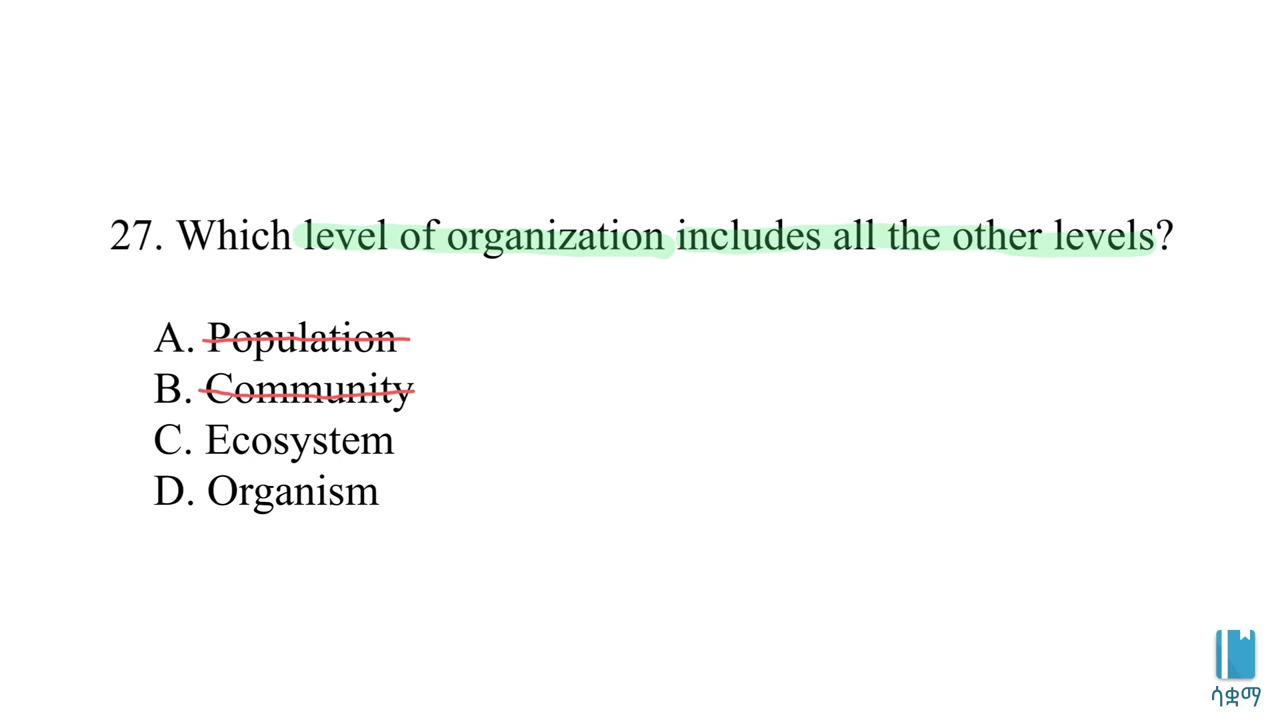 27. Which level of organization includes all the other levels?
A. Population
B. Community
C. Ecosystem
D. Organism
ሳቋማ